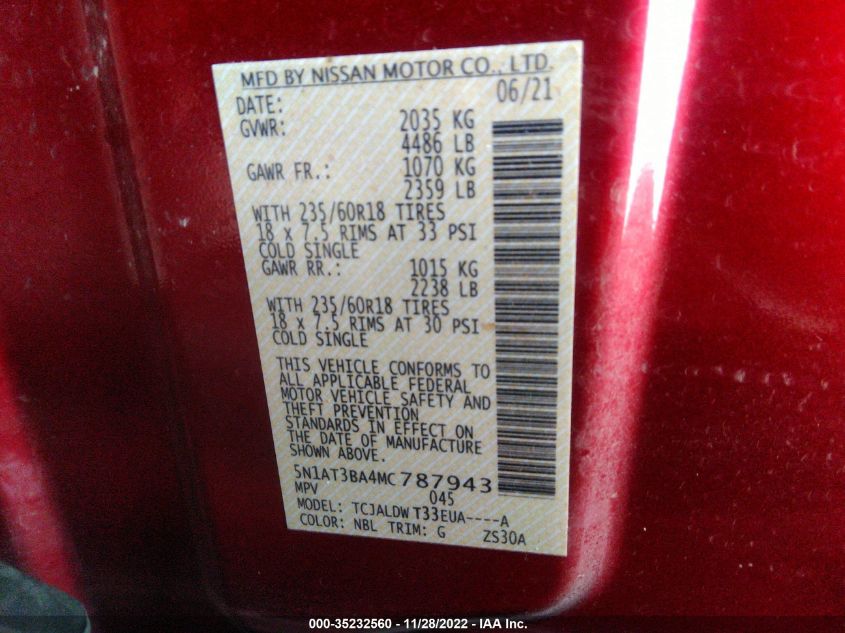 MFD BY NISSAN MOTOR CO., LTD.
DATE: 06/21
GVWR: 2035 KG
4486 LB
GAWR FR.: 1070 KG
2359 LB
WITH 235/60R18 TIRES
18 x 7.5 RIMS AT 33 PSI
COLD SINGLE
GAWR RR.: 1015 KG
2238 LB
WITH 235/60R18 TIRES
18 x 7.5 RIMS AT 30 PSI
COLD SINGLE
THIS VEHICLE CONFORMS TO
ALL APPLICABLE FEDERAL
MOTOR VEHICLE SAFETY AND
THEFT PREVENTION
STANDARDS IN EFFECT ON
THE DATE OF MANUFACTURE
SHOWN ABOVE.
5N1AT3BA4MC787943
MPV 045
MODEL: TCJALDWT33EUA----A
COLOR: NBL TRIM: G ZS30A
000-35232560 - 11/28/2022 - IAA Inc.